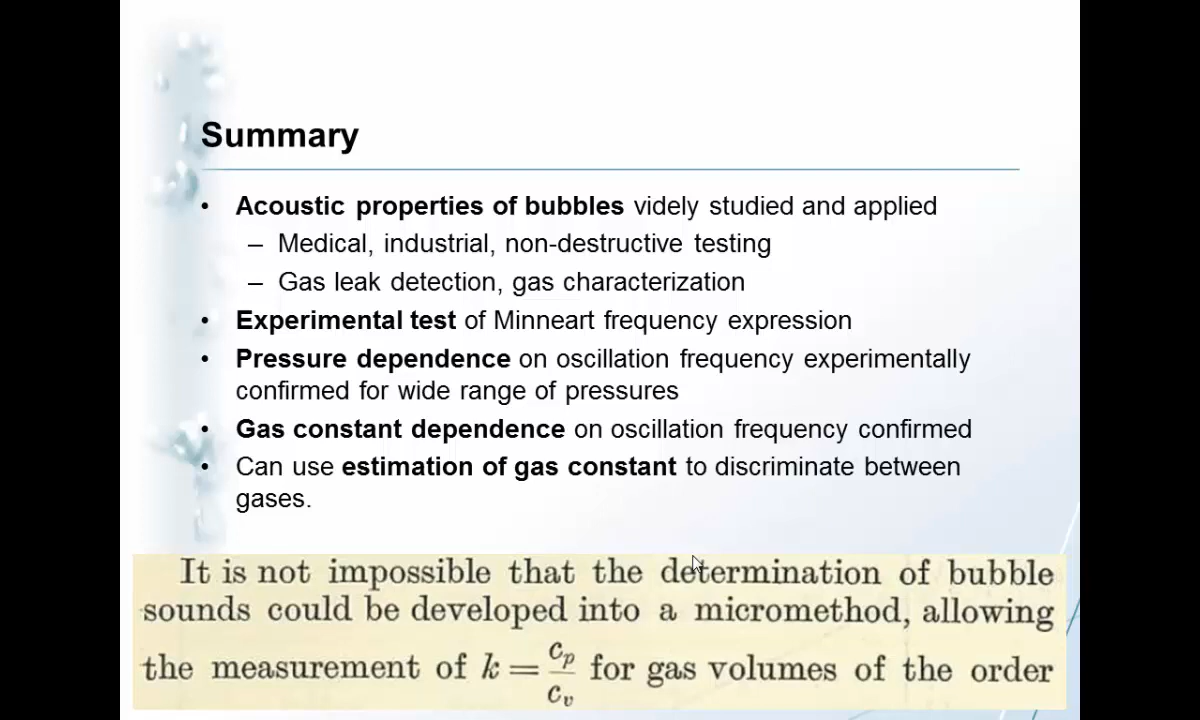 Summary
• Acoustic properties of bubbles videly studied and applied
– Medical, industrial, non-destructive testing
– Gas leak detection, gas characterization
• Experimental test of Minneart frequency expression
• Pressure dependence on oscillation frequency experimentally
confirmed for wide range of pressures
• Gas constant dependence on oscillation frequency confirmed
• Can use estimation of gas constant to discriminate between
gases.
It is not impossible that the determination of bubble
sounds could be developed into a micromethod, allowing
the measurement of k = c_p/c_v for gas volumes of the order